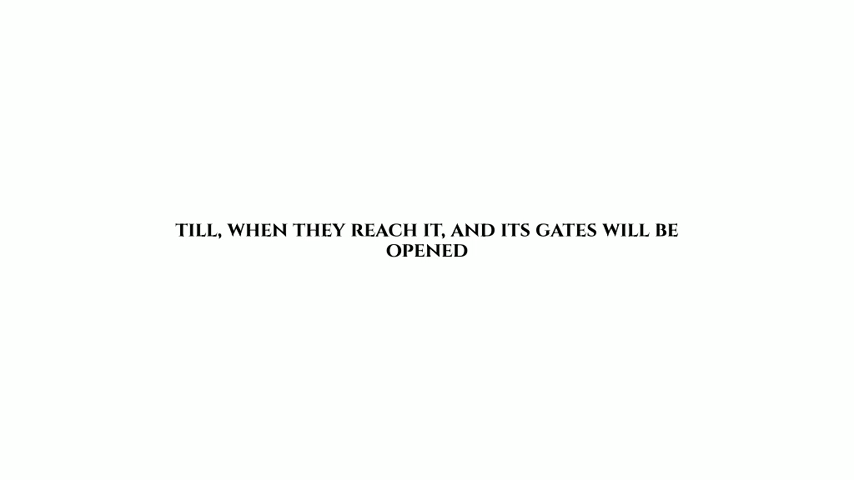 TILL, WHEN THEY REACH IT, AND ITS GATES WILL BE
OPENED